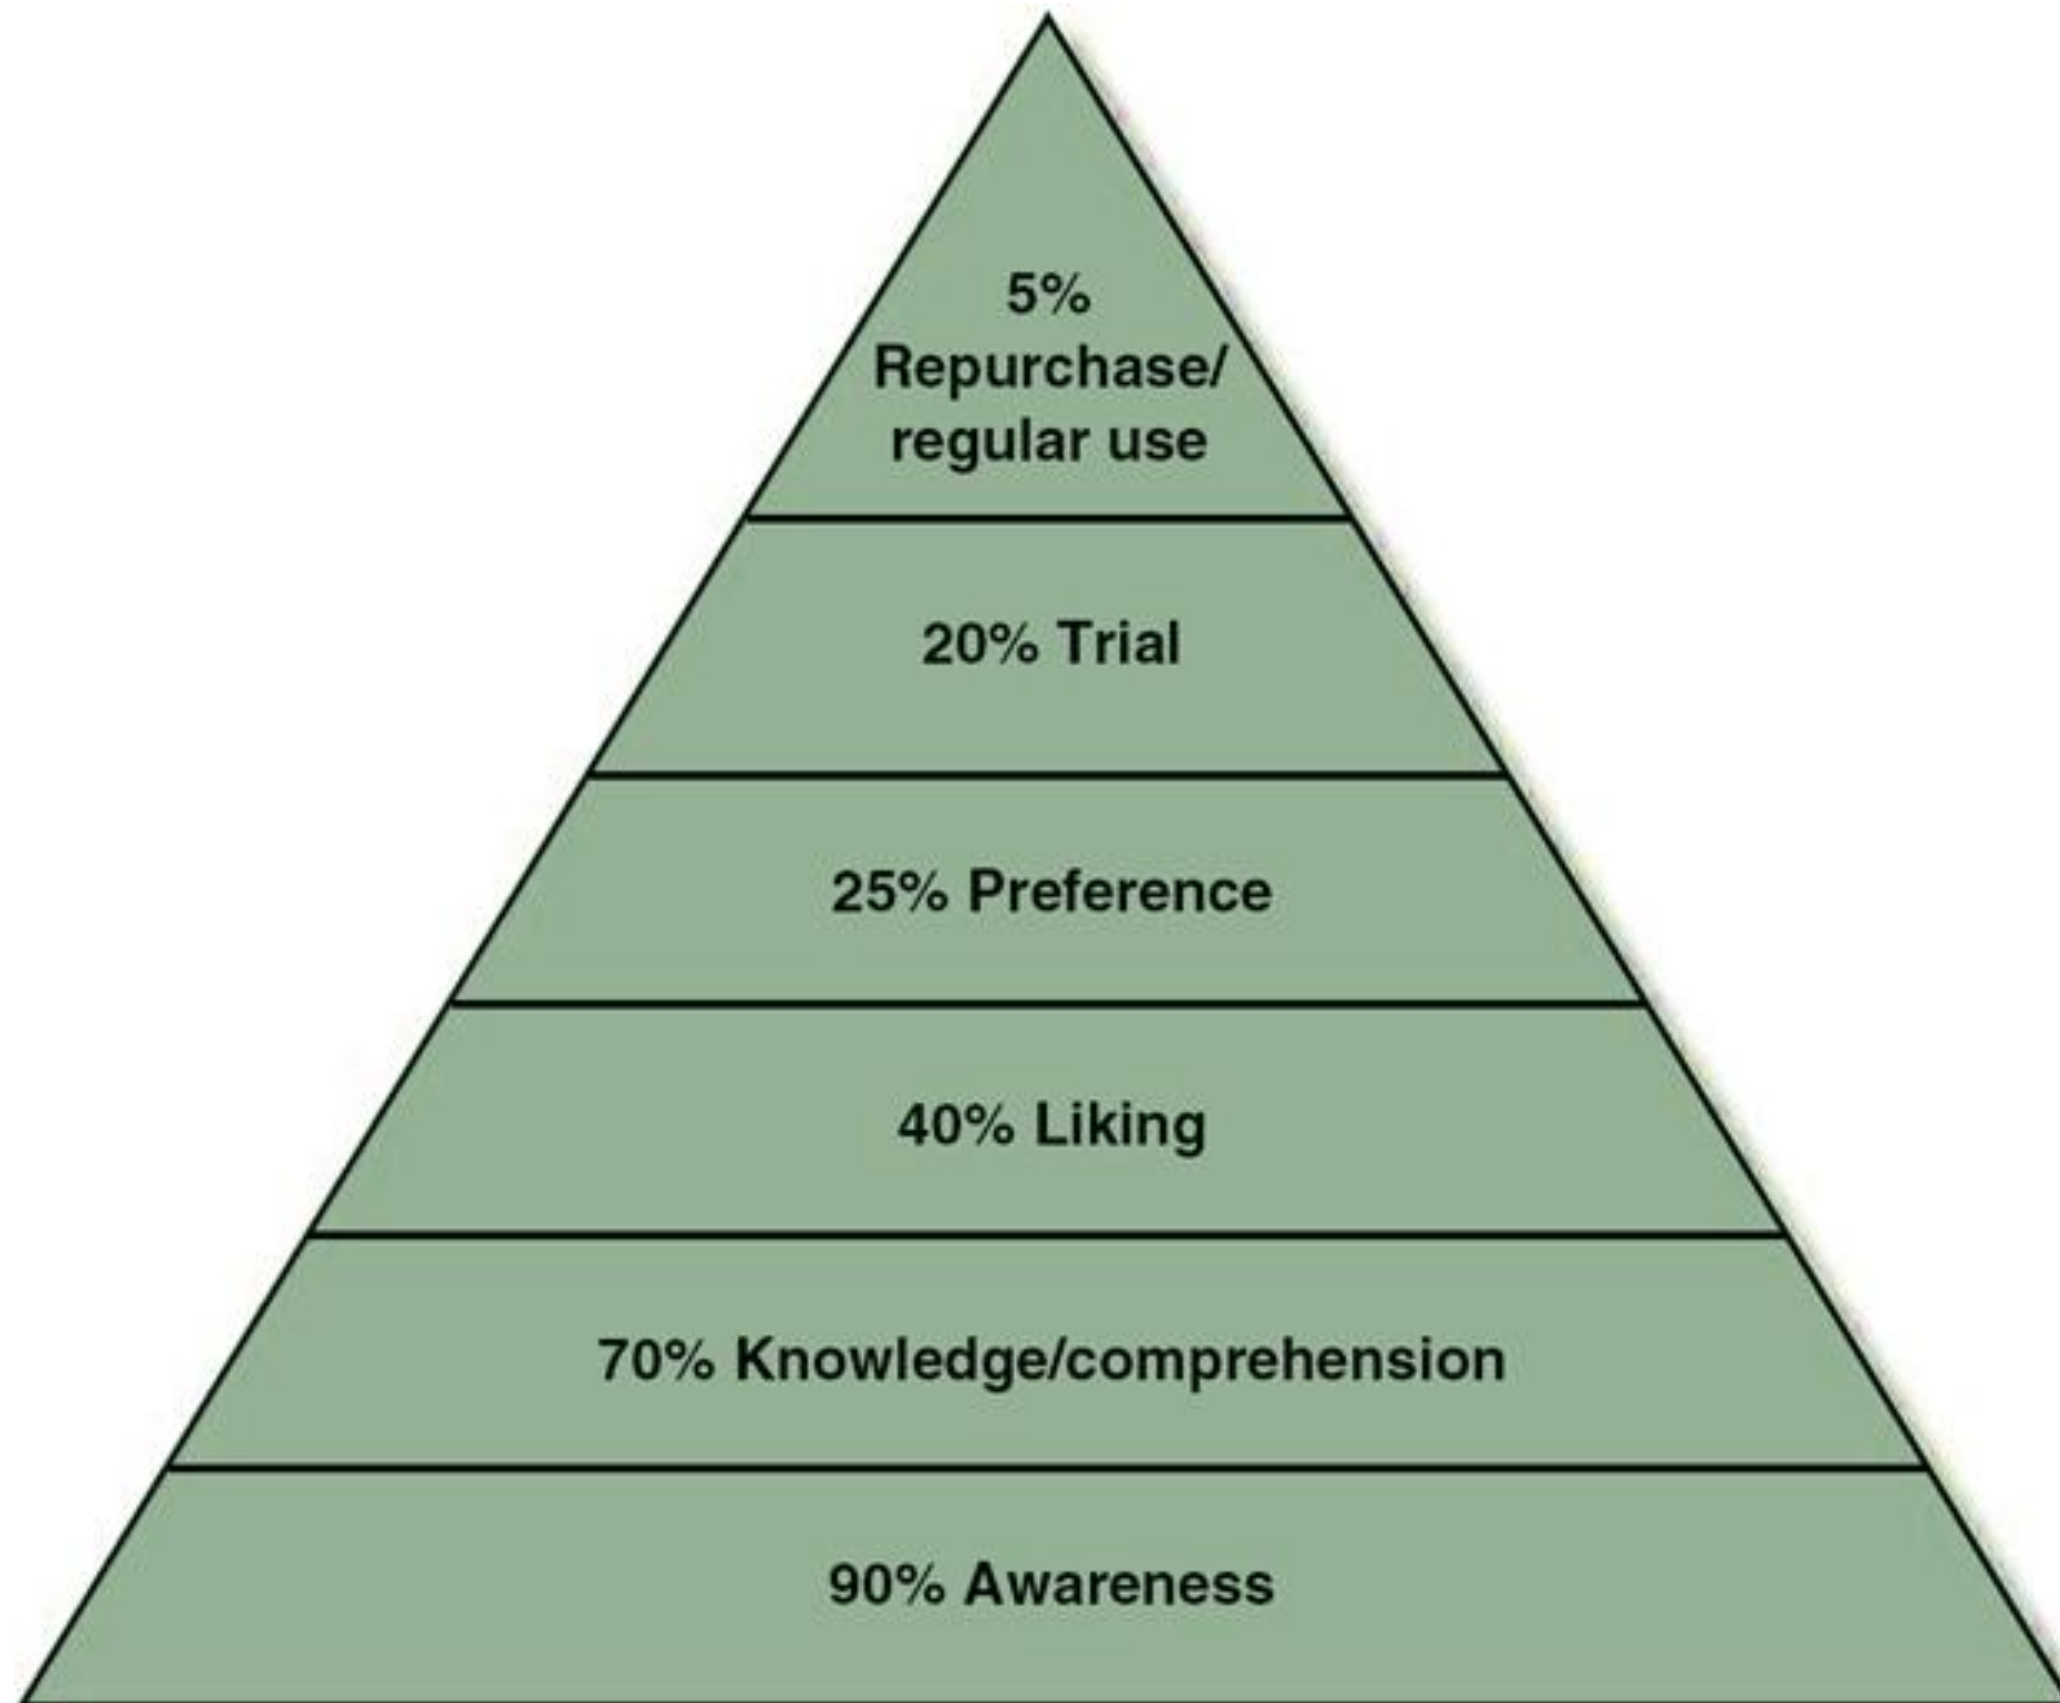 5%
Repurchase/
regular use
20% Trial
25% Preference
40% Liking
70% Knowledge/comprehension
90% Awareness